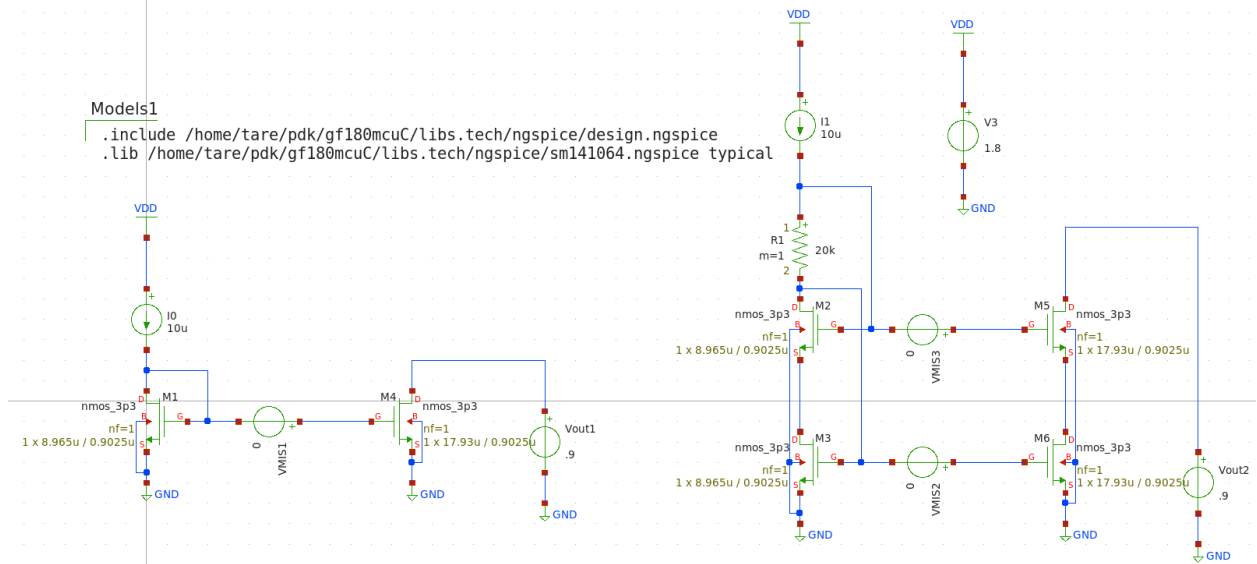 Models1
.include /home/tare/pdk/gf180mcuC/libs.tech/ngspice/design.ngspice
.lib /home/tare/pdk/gf180mcuC/libs.tech/ngspice/sm141064.ngspice typical
VDD
+
I0
10u
D
M1
nmos_3p3
B
G
nf=1
S
1 x 8.965u / 0.9025u
GND
+
0
VMIS1
D
M4
nmos_3p3
G
B
nf=1
S
1 x 17.93u / 0.9025u
GND
+
Vout1
.9
GND
VDD
+
I1
10u
1
+
R1
20k
m=1
2
D
M2
nmos_3p3
B
G
nf=1
S
1 x 8.965u / 0.9025u
+
0
VMIS3
D
M5
nmos_3p3
G
B
nf=1
S
1 x 17.93u / 0.9025u
D
M3
nmos_3p3
B
G
nf=1
S
1 x 8.965u / 0.9025u
GND
+
0
VMIS2
D
M6
nmos_3p3
G
B
nf=1
S
1 x 17.93u / 0.9025u
GND
VDD
+
V3
1.8
GND
+
Vout2
.9
GND